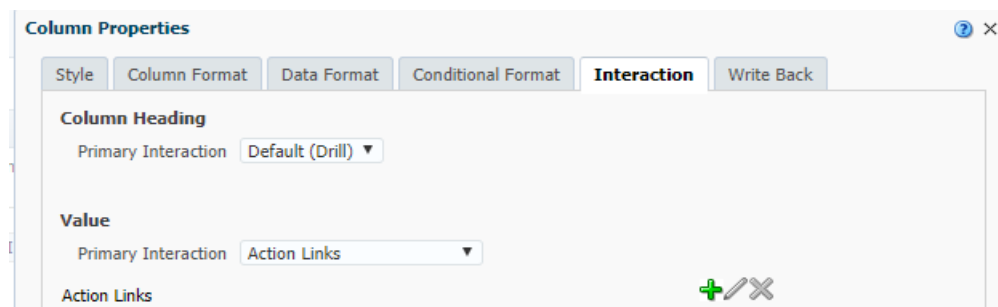 Column Properties
Style Column Format Data Format Conditional Format Interaction Write Back
Column Heading
Primary Interaction Default (Drill)
Value
Primary Interaction Action Links
Action Links